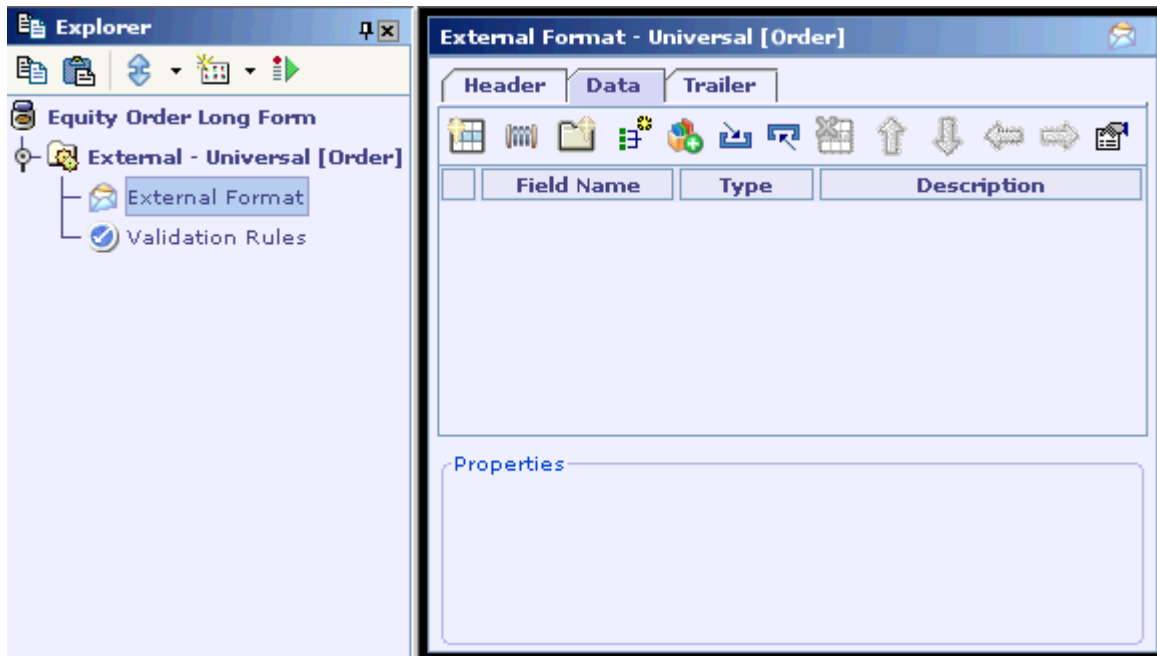 Explorer
Equity Order Long Form
External - Universal [Order]
External Format
Validation Rules
External Format - Universal [Order]
Header Data Trailer
Field Name Type Description
Properties